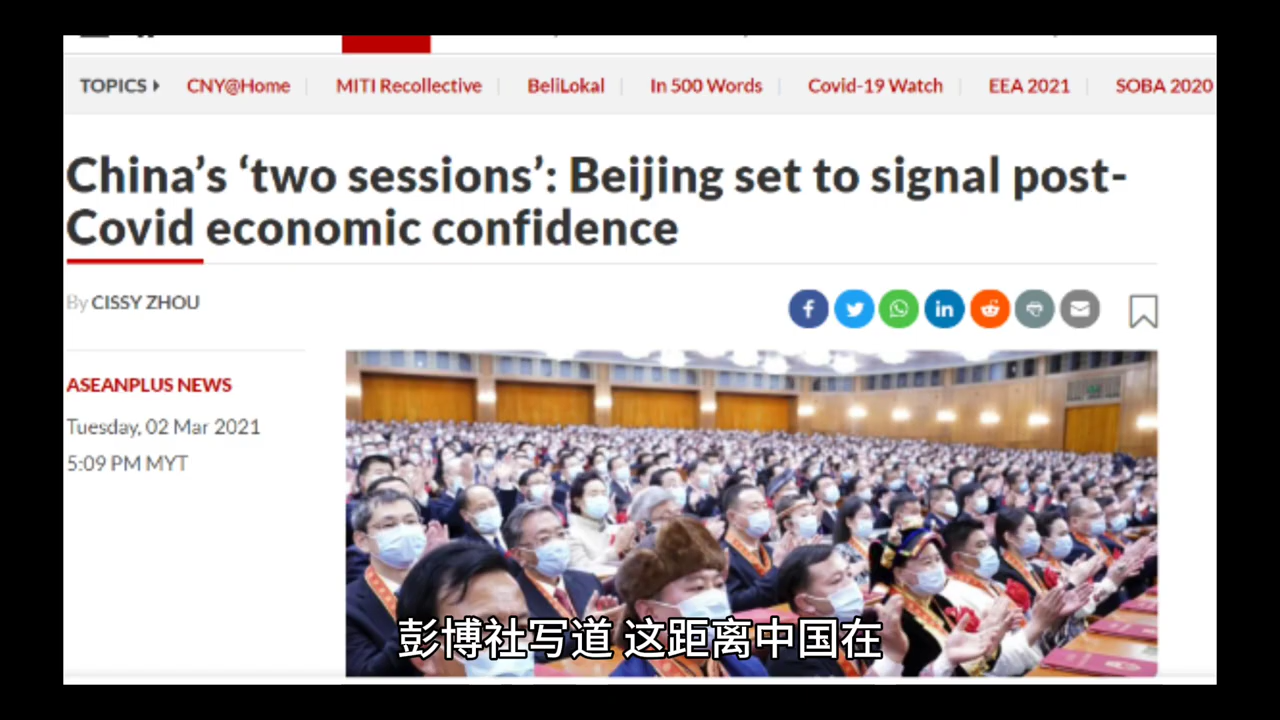 TOPICS CNY@Home MITI Recollective BeliLokal In 500 Words Covid-19 Watch EEA 2021 SOBA 2020
China's 'two sessions': Beijing set to signal post-
Covid economic confidence
By CISSY ZHOU
ASEANPLUS NEWS
Tuesday, 02 Mar 2021
5:09 PM MYT
彭博社写道 这距离中国在